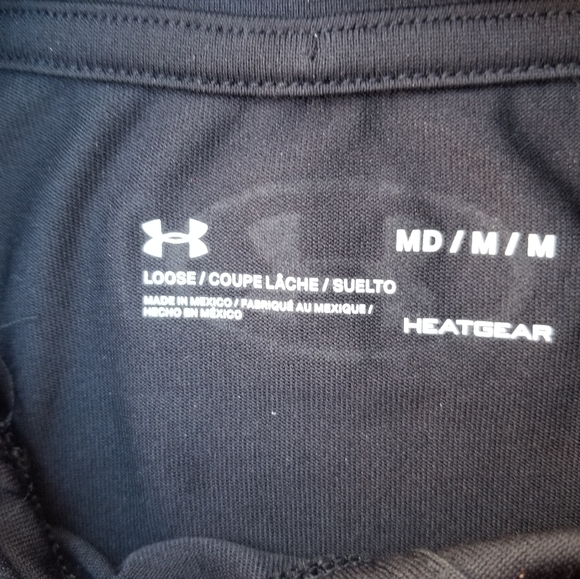 MD / M / M
LOOSE / COUPE LÂCHE / SUELTO
MADE IN MEXICO / FABRIQUÉ AU MEXIQUE /
HECHO EN MÉXICO
HEATGEAR